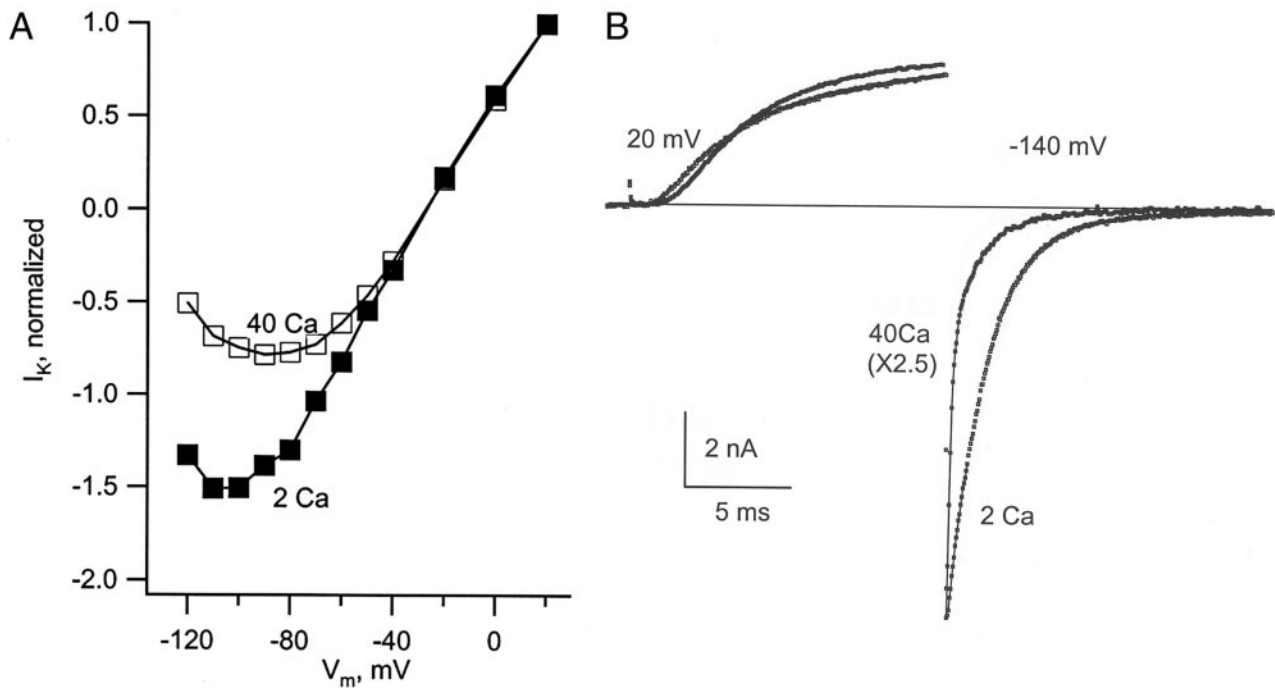 A
I_K, normalized
1.0
0.5
0.0
-0.5
-1.0
-1.5
-2.0
40 Ca
2 Ca
-120
-80
-40
0
V_m, mV
B
20 mV
-140 mV
40Ca
(X2.5)
2 Ca
2 nA
5 ms